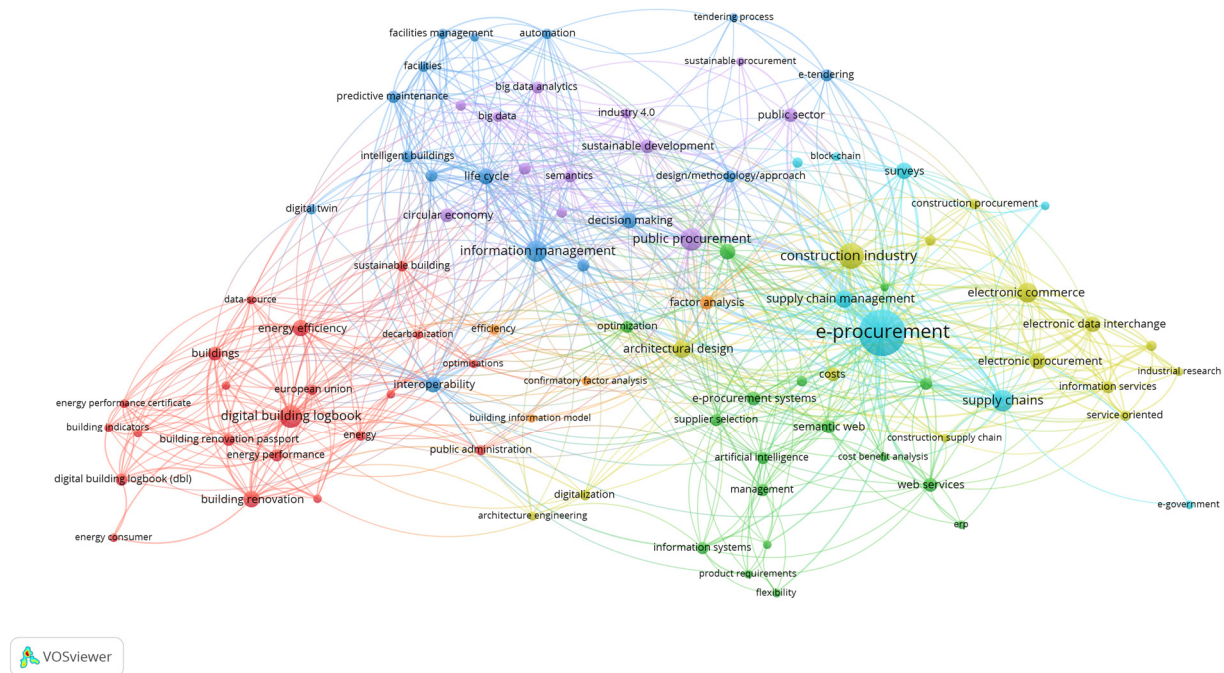 tendering process
facilities management
automation
sustainable procurement
facilities
e-tendering
big data analytics
predictive maintenance
industry 4.0
big data
public sector
sustainable development
intelligent buildings
block-chain
surveys
life cycle
semantics
design/methodology/approach
construction procurement
digital twin
circular economy
decision making
public procurement
information management
construction industry
sustainable building
electronic commerce
data-source
factor analysis
supply chain management
energy efficiency
decarbonization
efficiency
optimization
e-procurement
electronic data interchange
buildings
architectural design
optimisations
electronic procurement
industrial research
costs
interoperability
confirmatory factor analysis
european union
information services
energy performance certificate
e-procurement systems
supply chains
digital building logbook
building information model
supplier selection
service oriented
building indicators
semantic web
building renovation passport
energy
construction supply chain
public administration
energy performance
artificial intelligence
cost benefit analysis
digital building logbook (dbl)
management
web services
building renovation
digitalization
e-government
architecture engineering
erp
energy consumer
information systems
product requirements
flexibility
VOSviewer